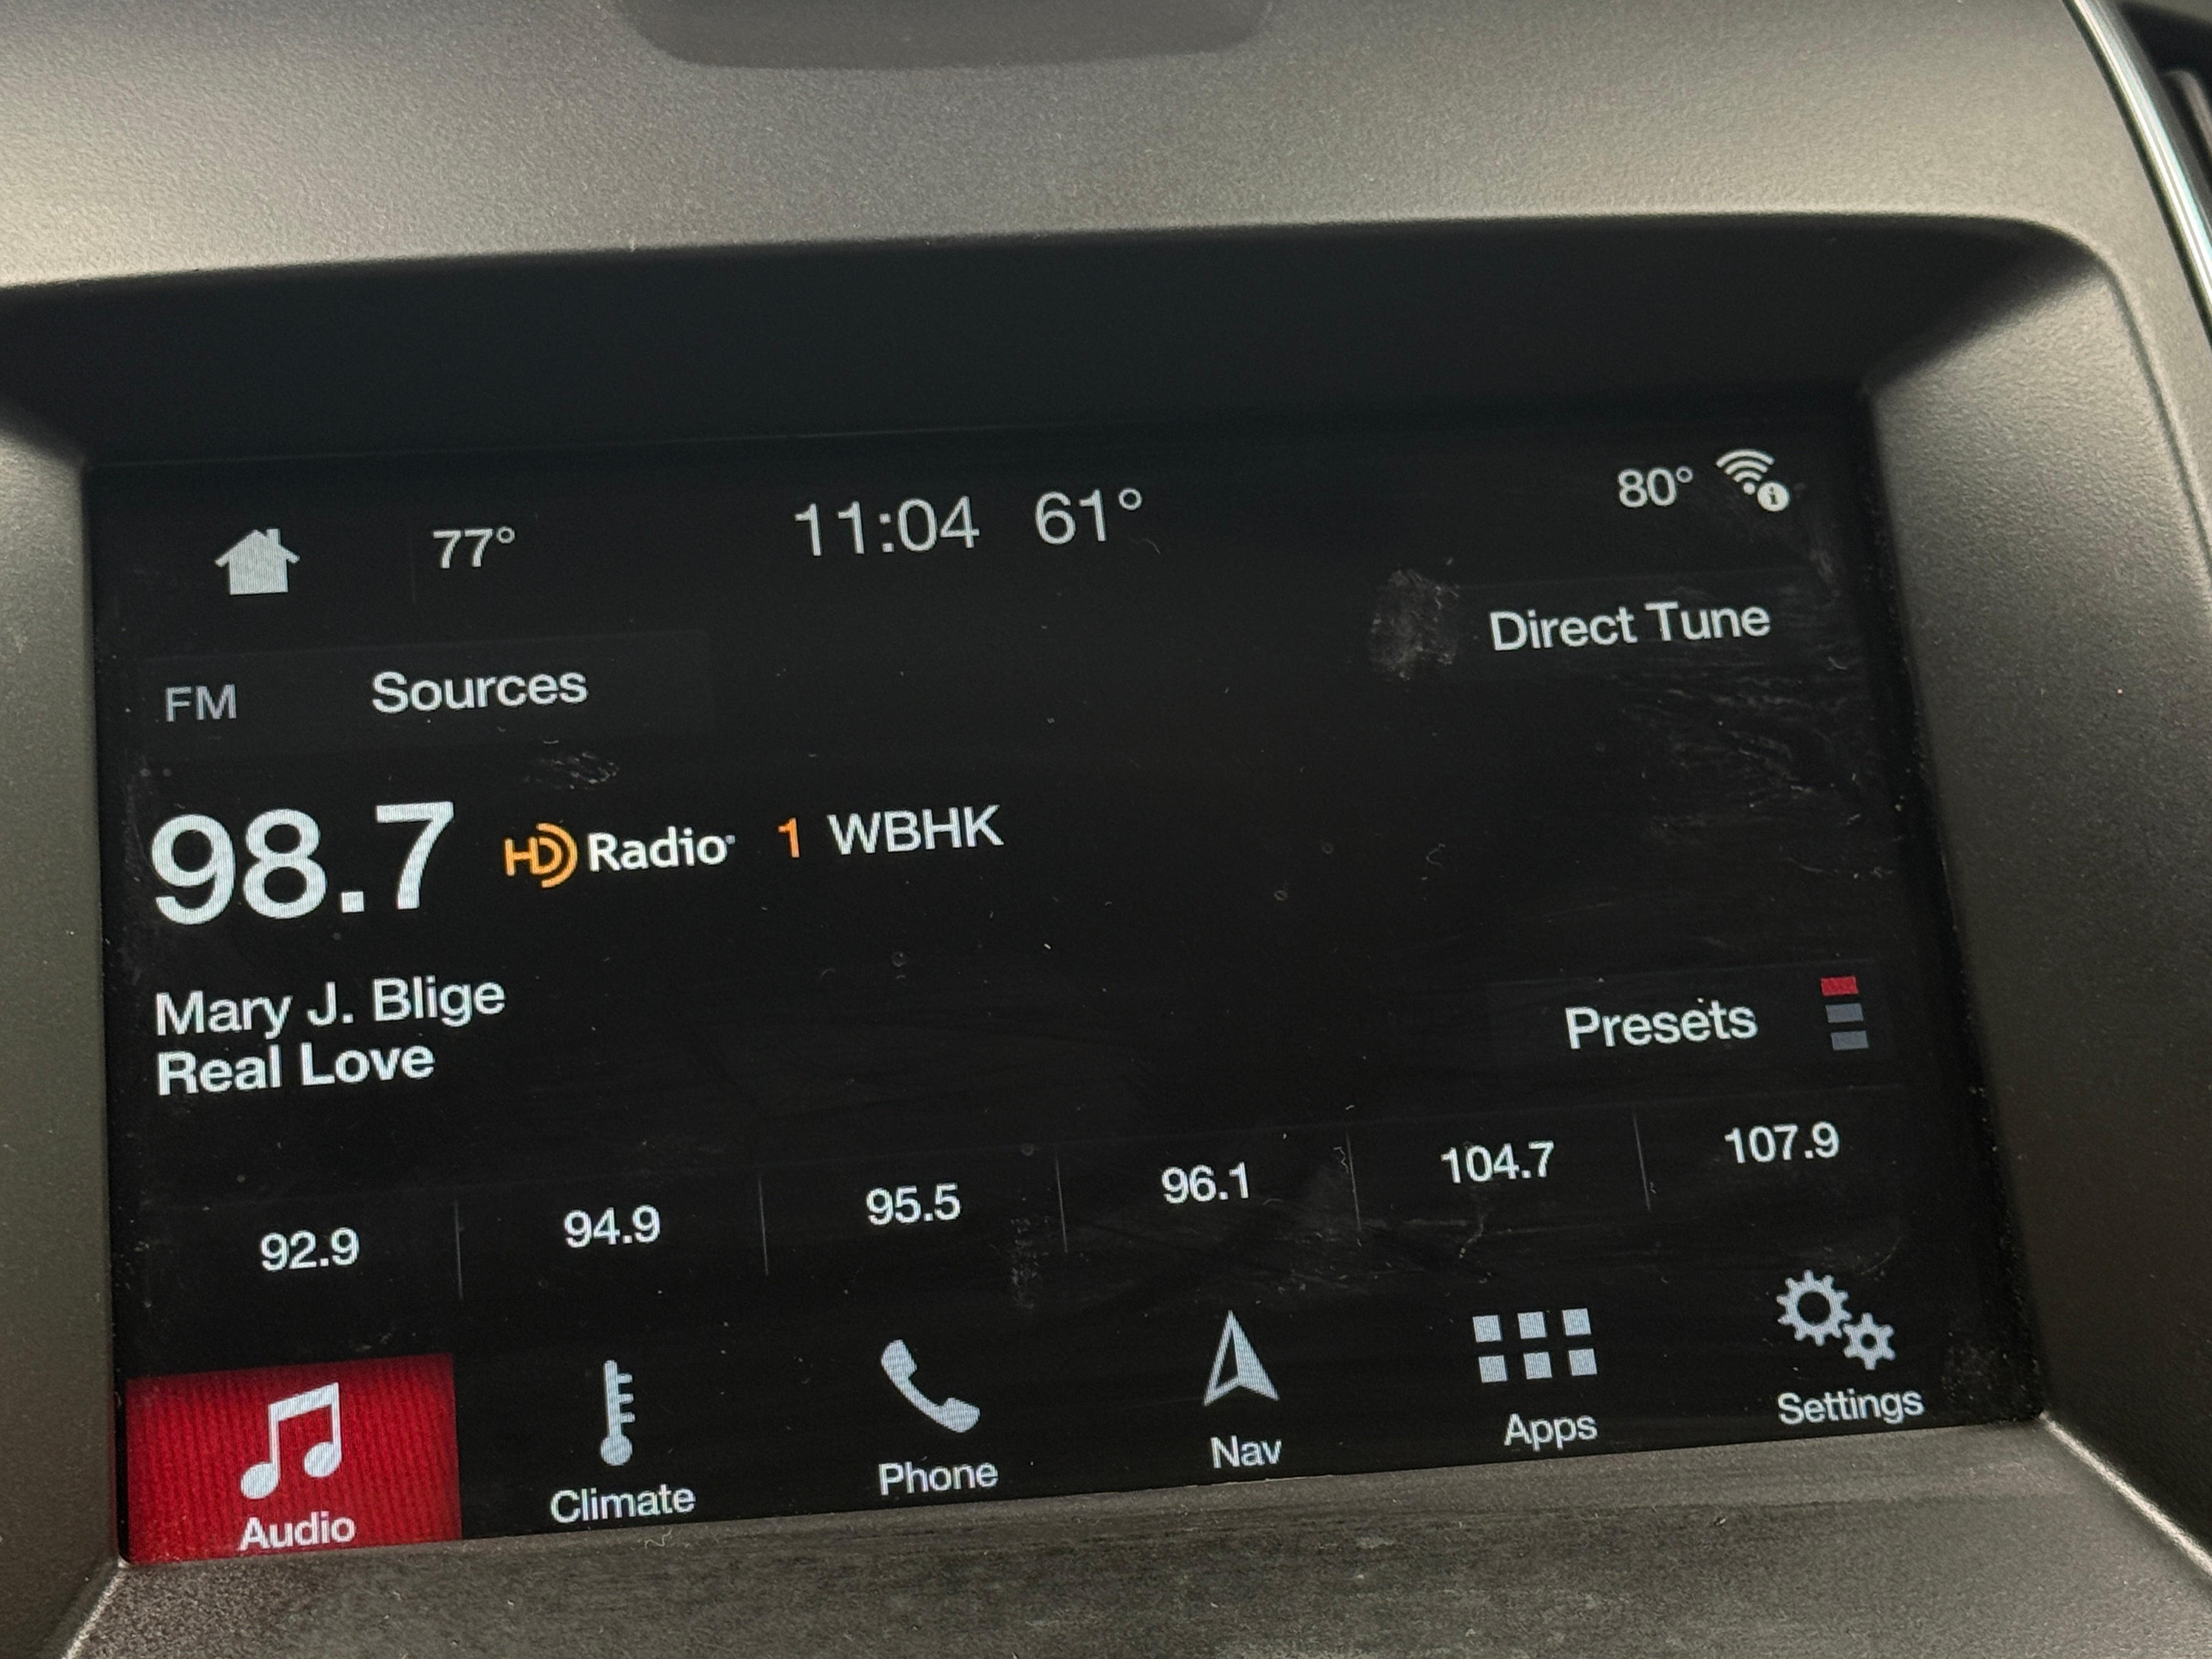 77° 11:04 61° 80°
FM Sources Direct Tune
98.7 HD Radio 1 WBHK
Mary J. Blige
Real Love
Presets
92.9 94.9 95.5 96.1 104.7 107.9
Audio Climate Phone Nav Apps Settings